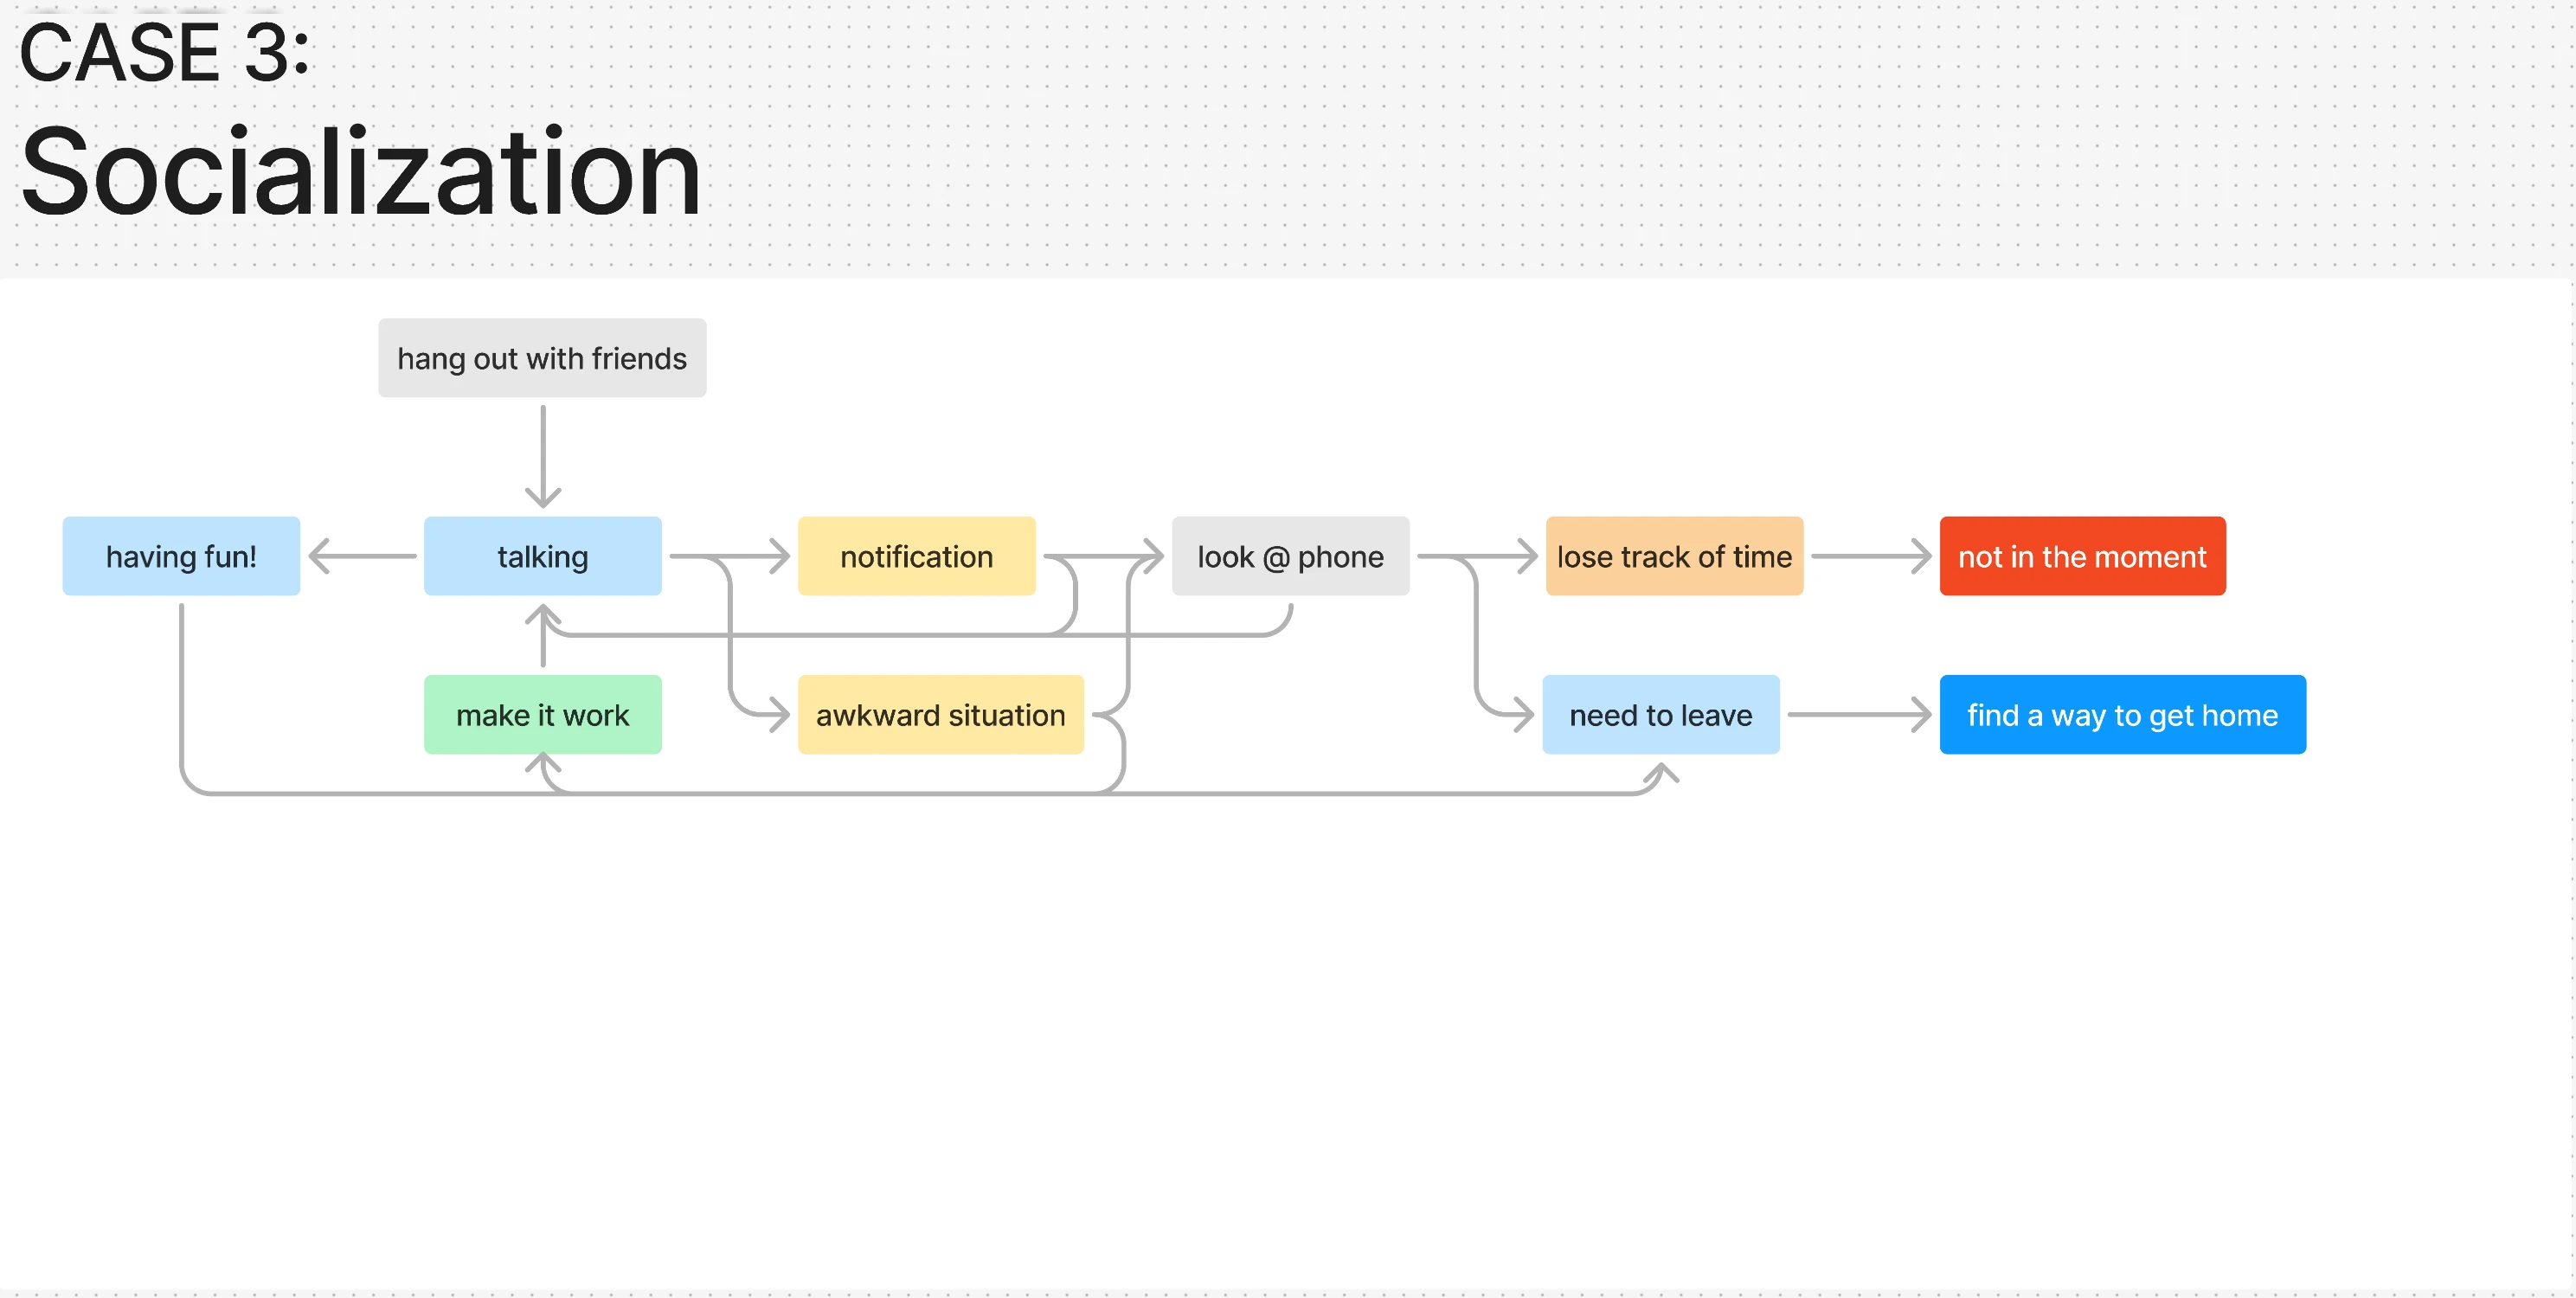 CASE 3:
Socialization
hang out with friends
having fun!
talking
notification
look @ phone
lose track of time
not in the moment
make it work
awkward situation
need to leave
find a way to get home